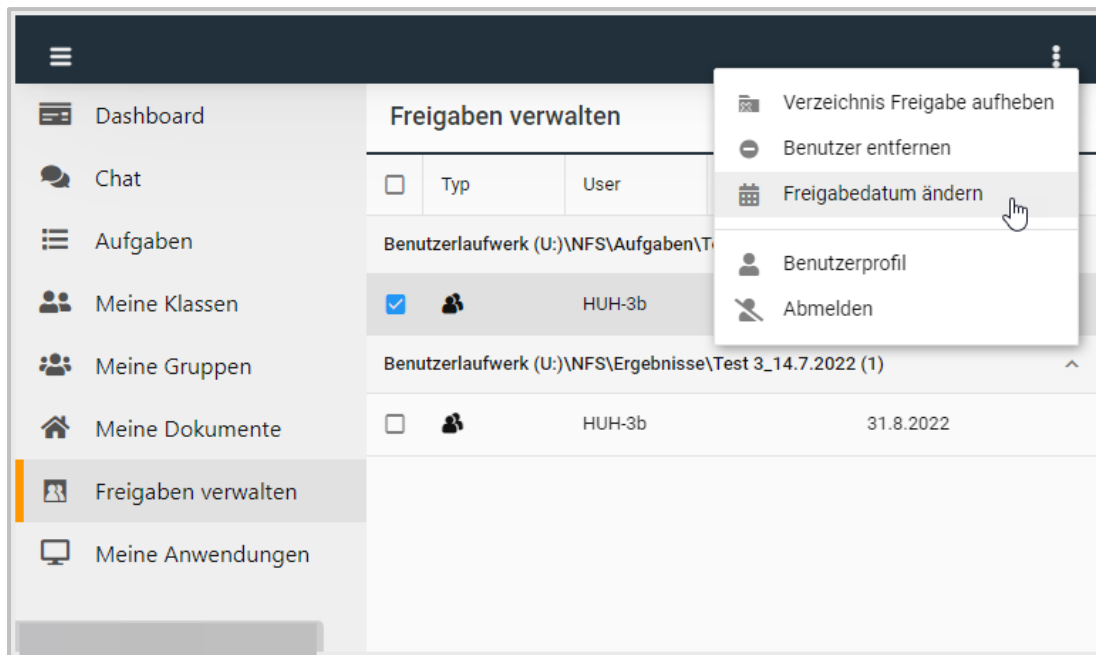 Dashboard
Chat
Aufgaben
Meine Klassen
Meine Gruppen
Meine Dokumente
Freigaben verwalten
Meine Anwendungen
Freigaben verwalten
Typ User
Benutzerlaufwerk (U:)\NFS\Aufgaben\
HUH-3b
Benutzerlaufwerk (U:)\NFS\Ergebnisse\Test 3_14.7.2022 (1)
HUH-3b 31.8.2022
Verzeichnis Freigabe aufheben
Benutzer entfernen
Freigabedatum ändern
Benutzerprofil
Abmelden